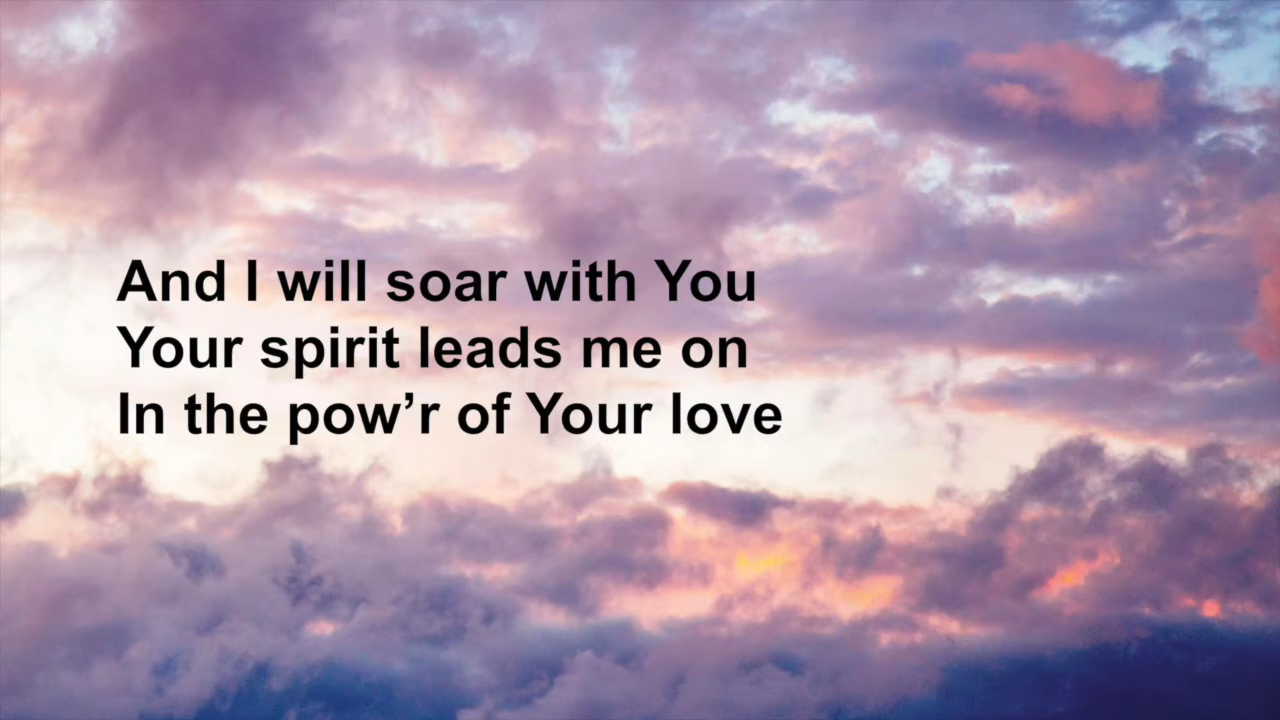 And I will soar with You
Your spirit leads me on
In the pow’r of Your love